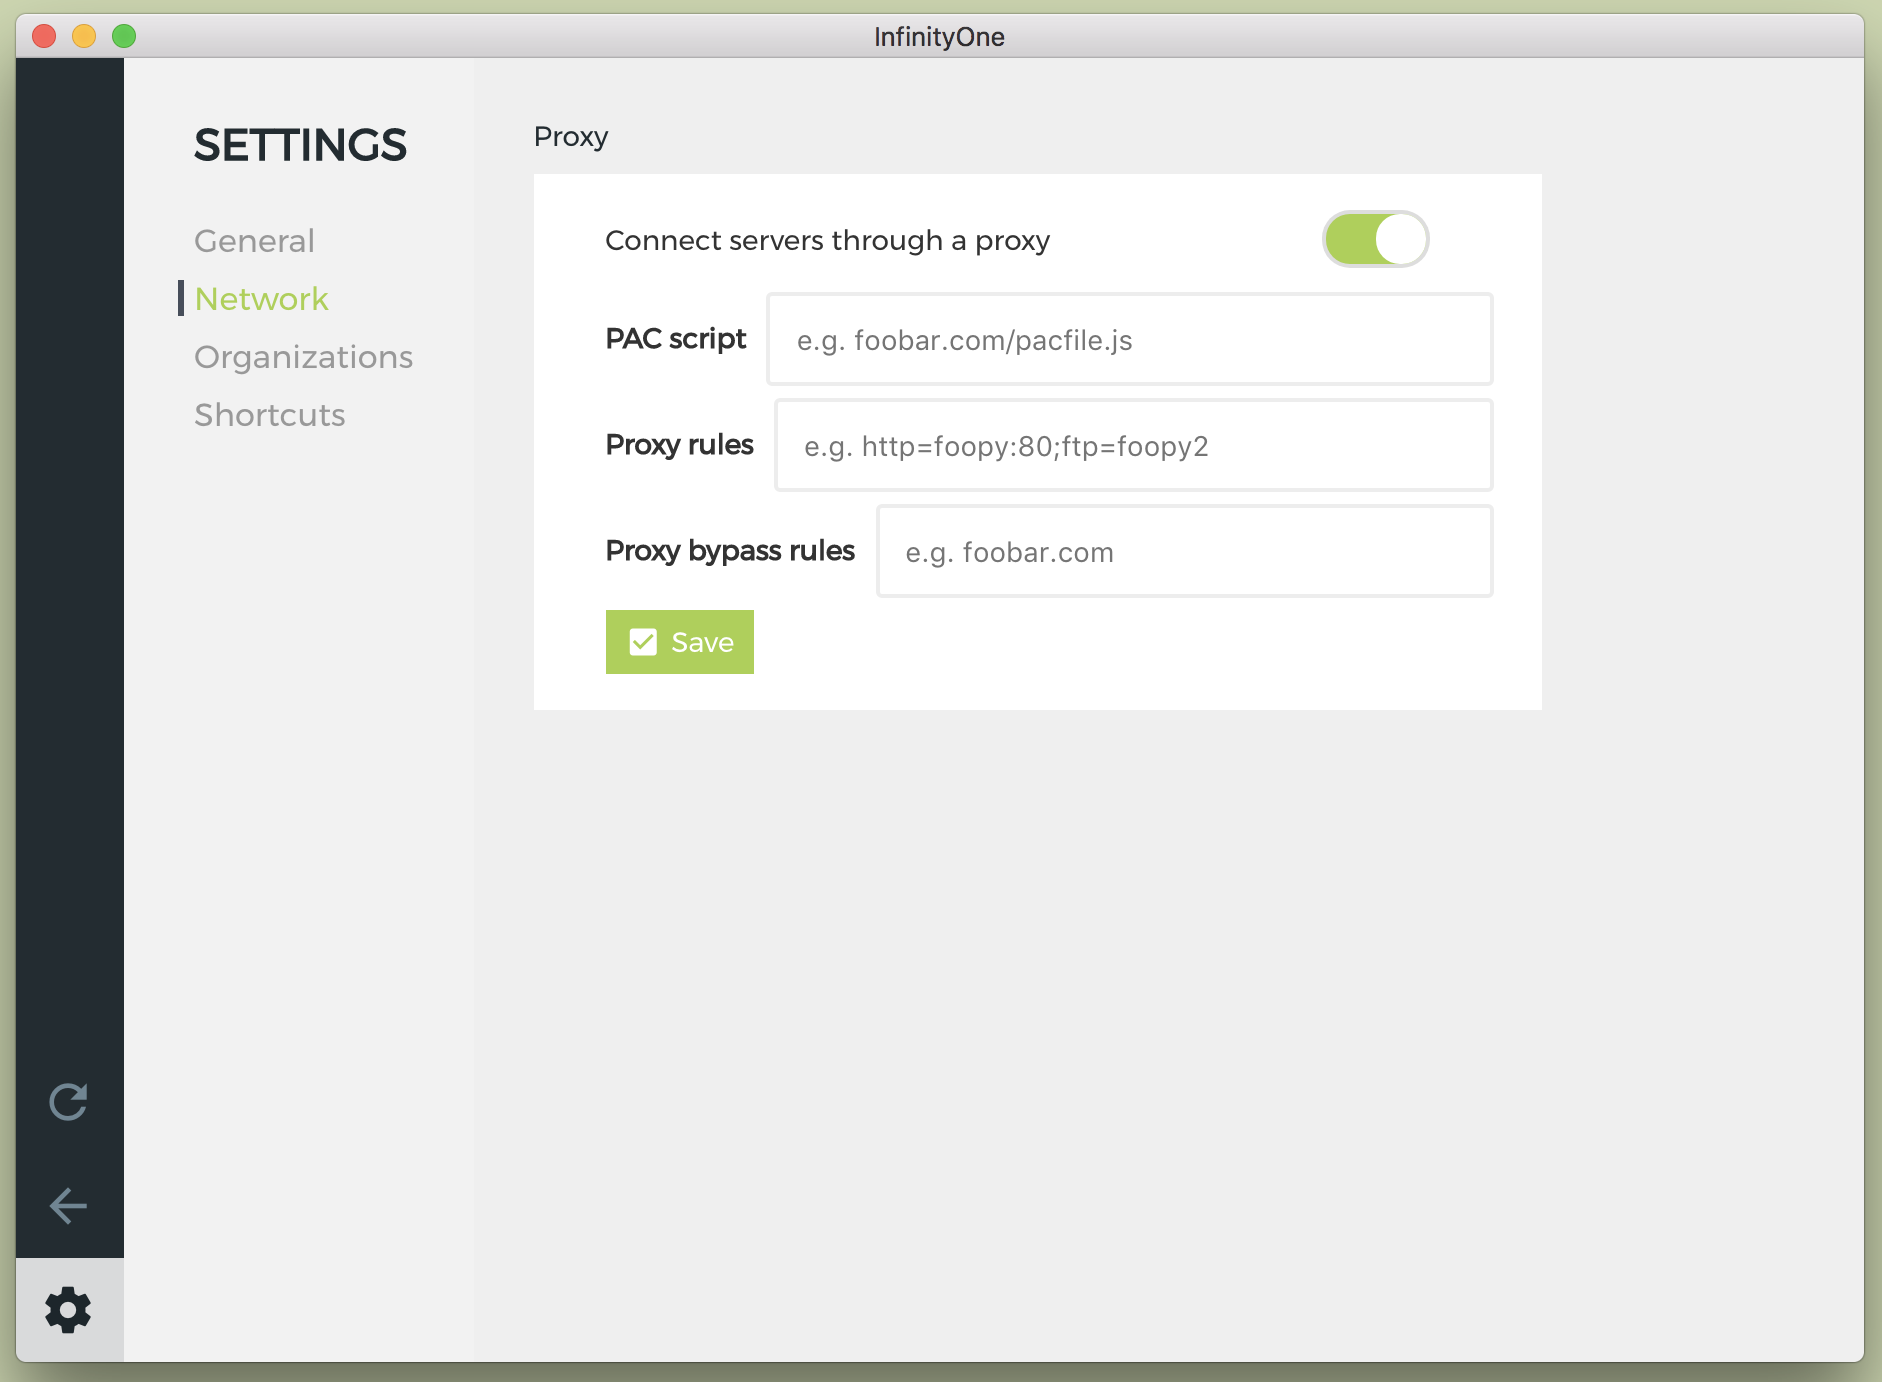 InfinityOne
SETTINGS
General
Network
Organizations
Shortcuts
Proxy
Connect servers through a proxy
PAC script
e.g. foobar.com/pacfile.js
Proxy rules
e.g. http=foopy:80;ftp=foopy2
Proxy bypass rules
e.g. foobar.com
Save